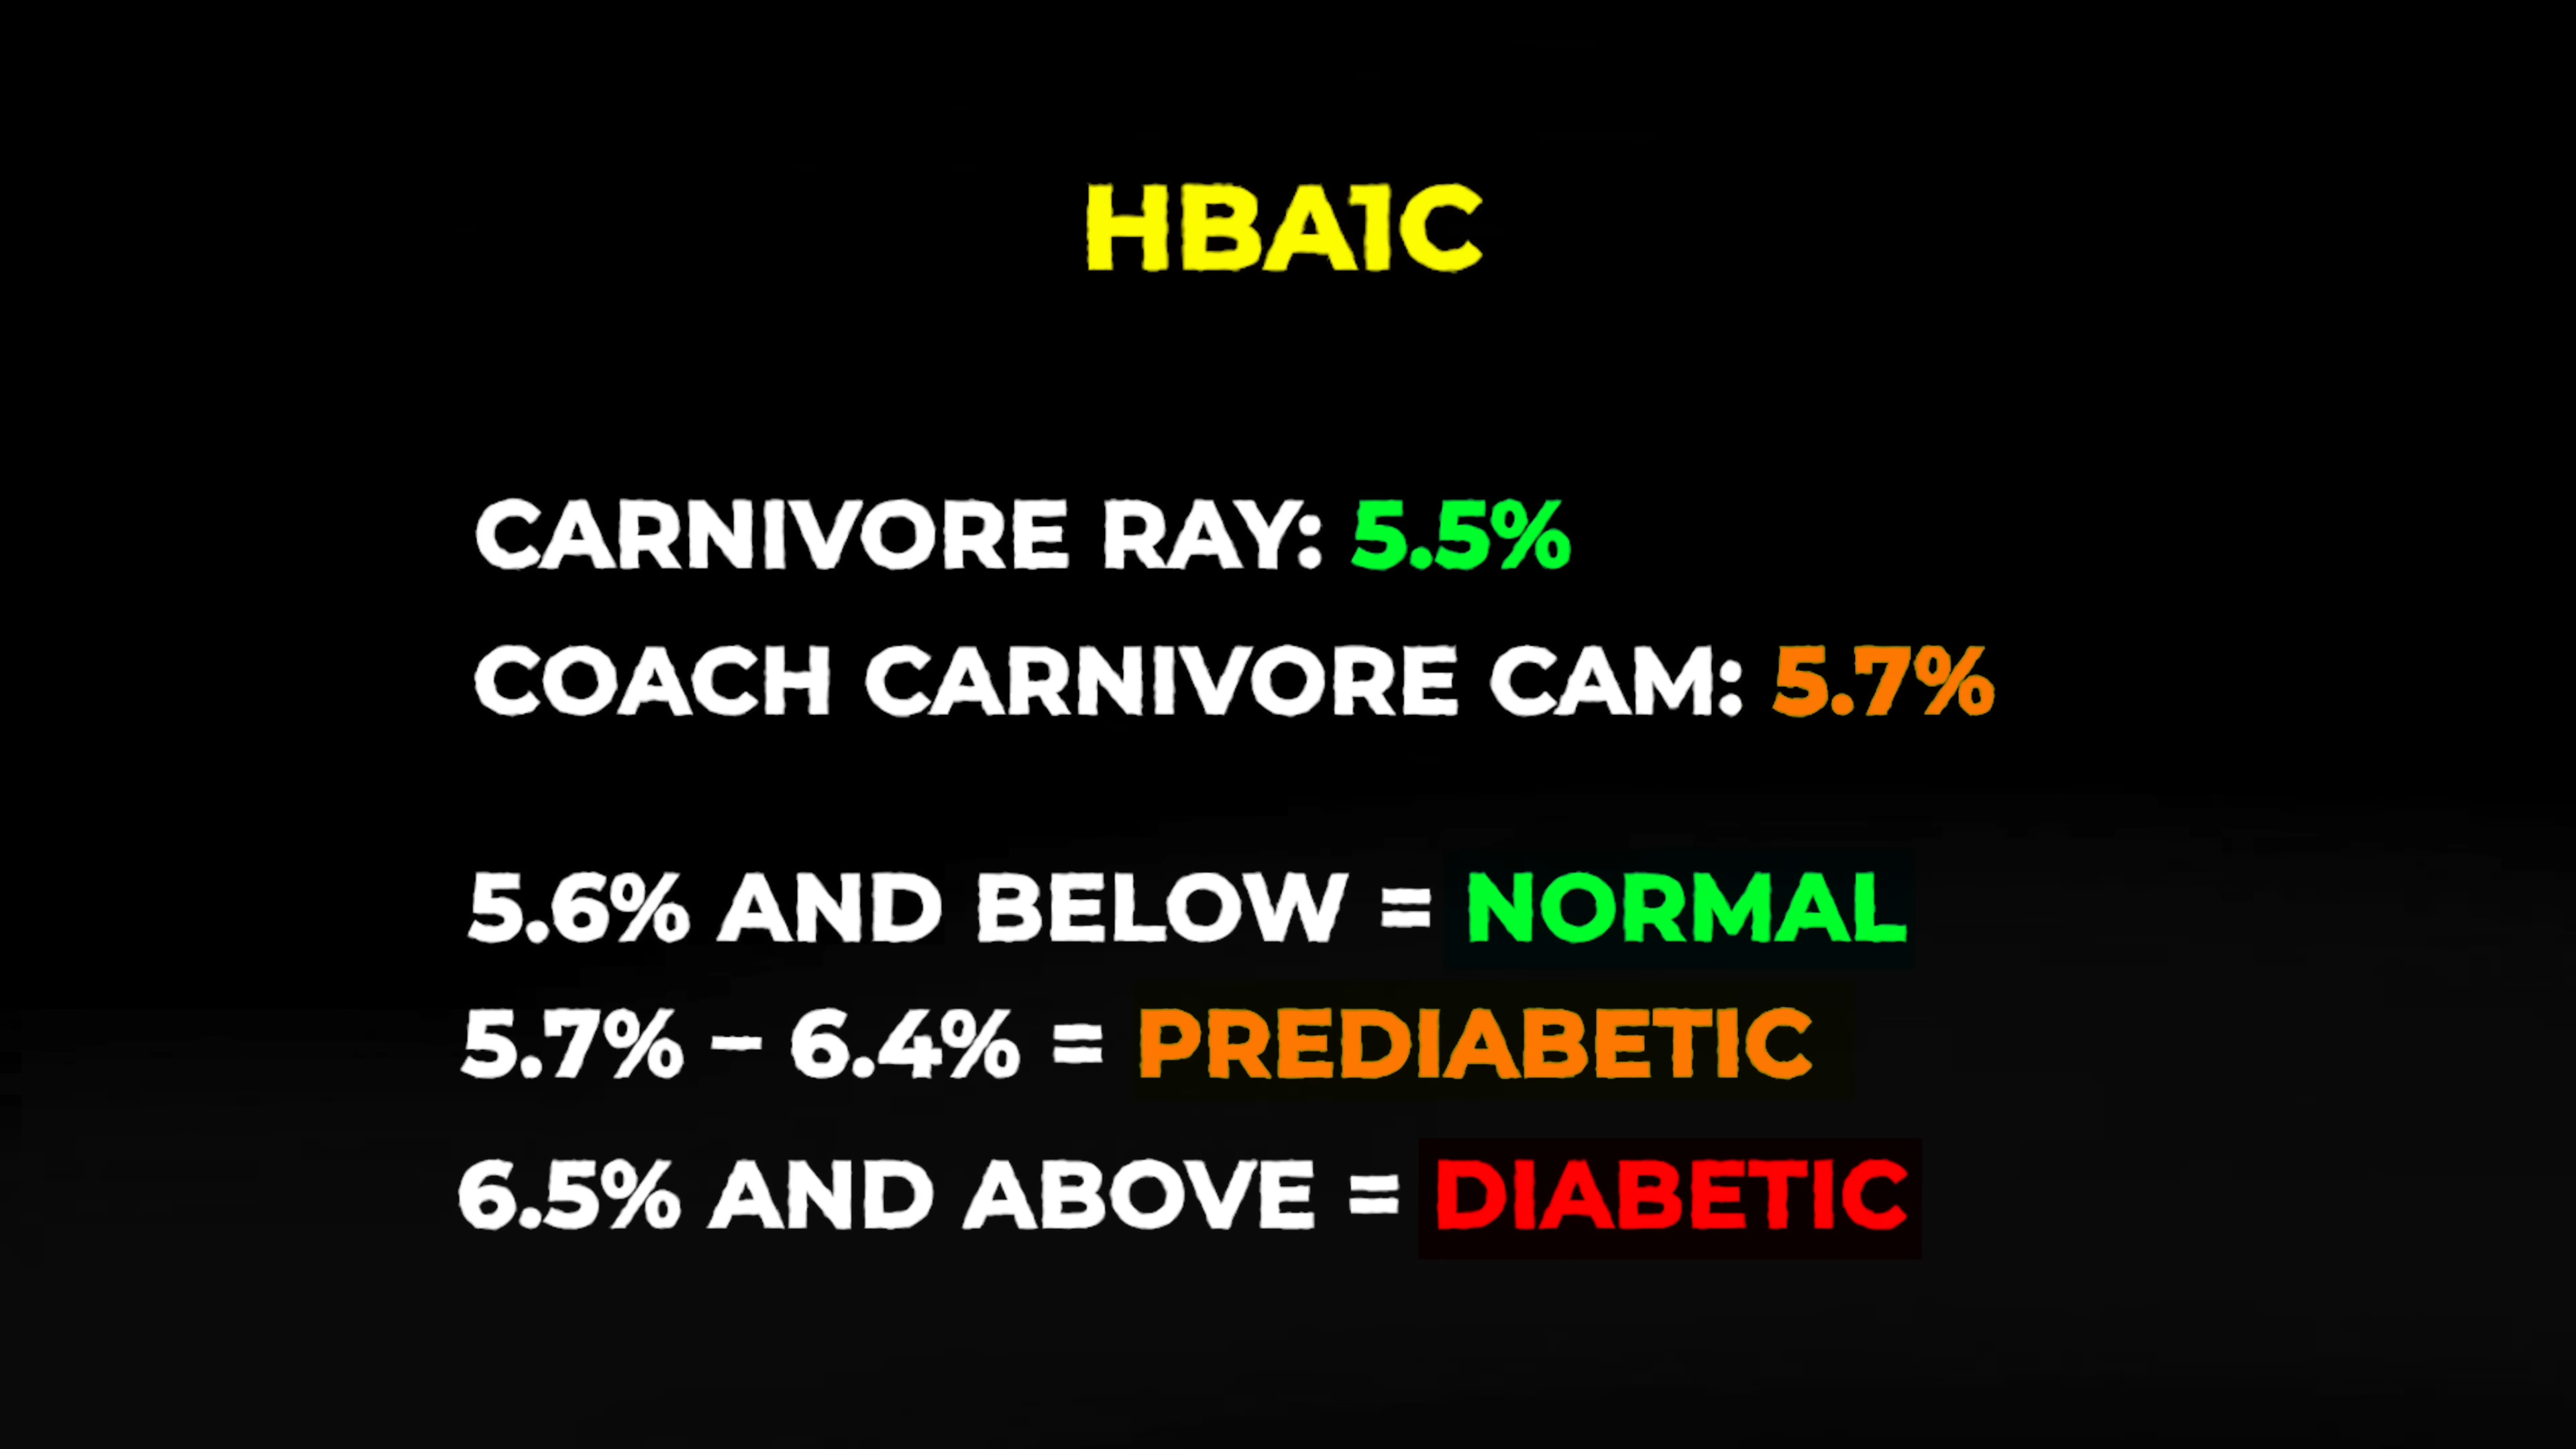 HBA1C
CARNIVORE RAY: 5.5%
COACH CARNIVORE CAM: 5.7%
5.6% AND BELOW = NORMAL
5.7% – 6.4% = PREDIABETIC
6.5% AND ABOVE = DIABETIC